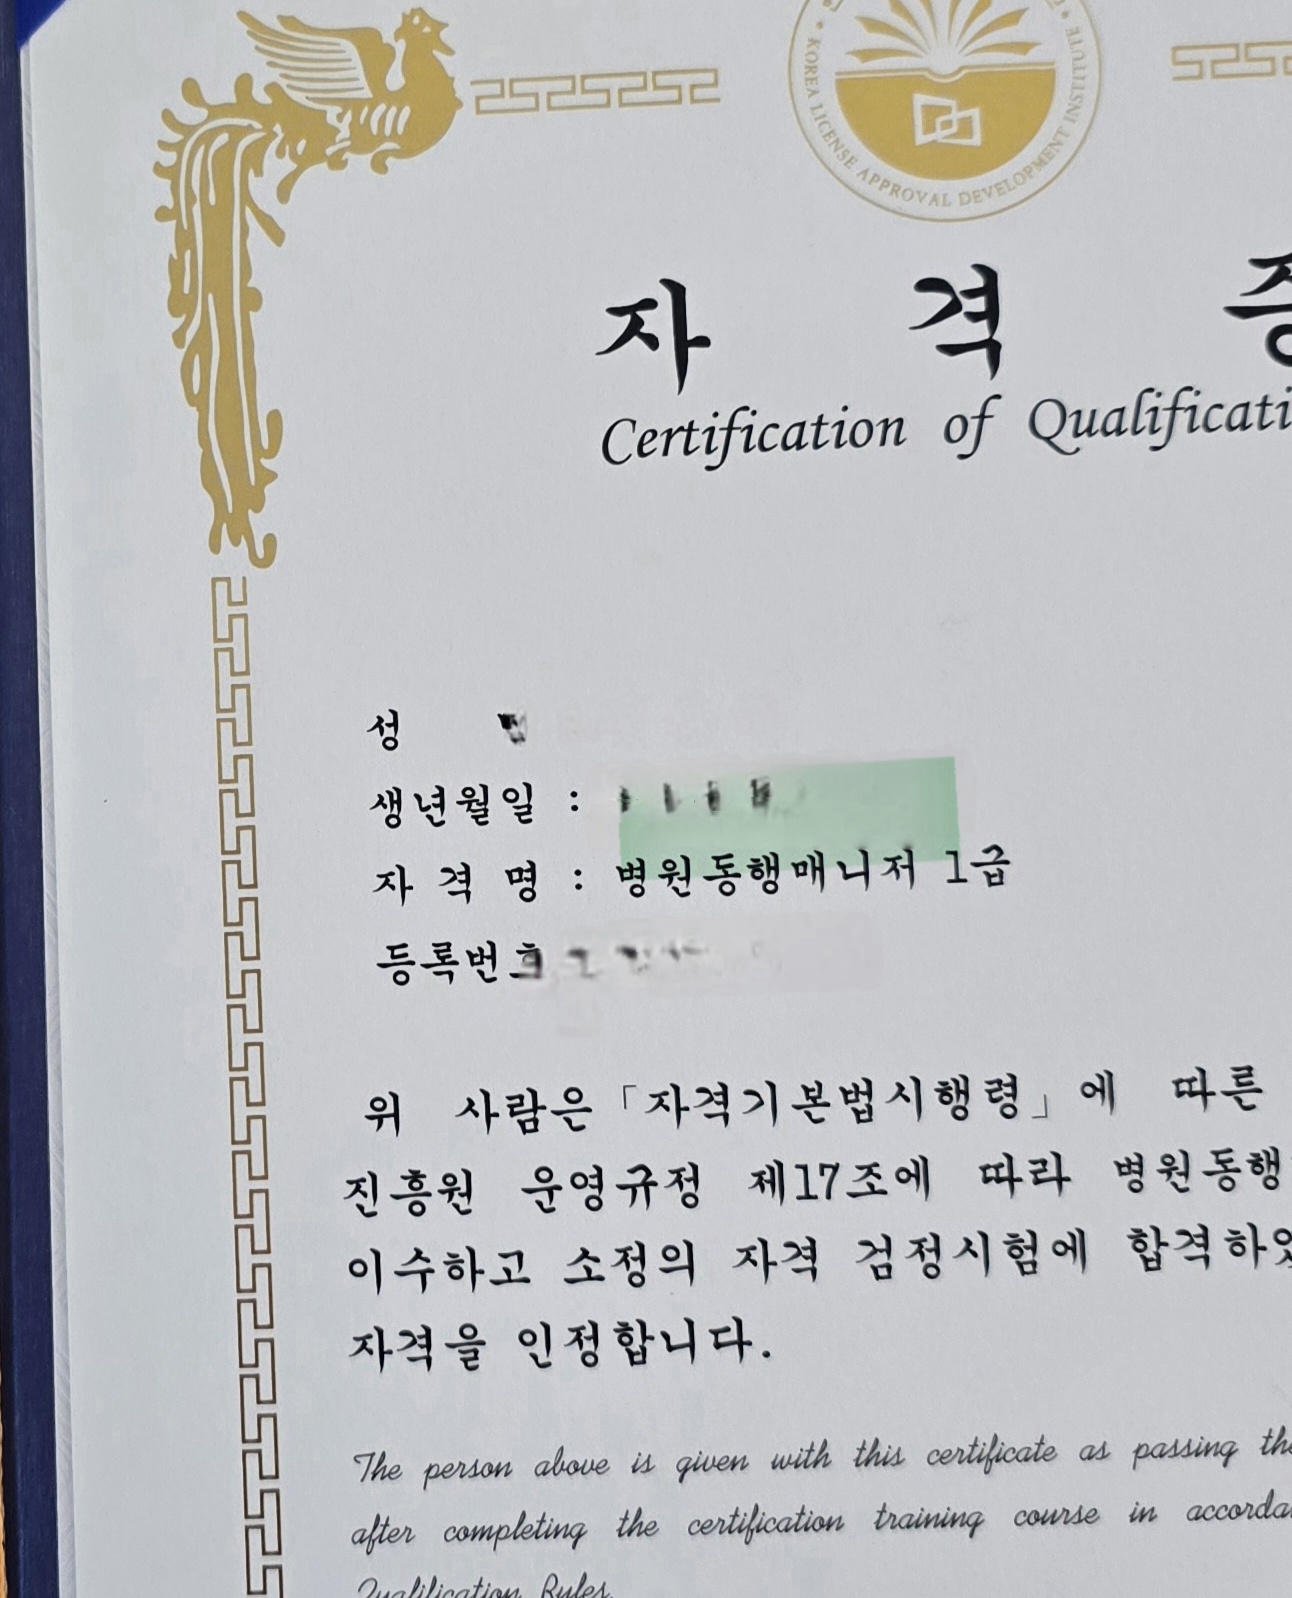 KOREA LICENSE APPROVAL DEVELOPMENT INSTITUTE
자 격
Certification of Qualificati
성
생년월일 :
자 격 명 : 병원동행매니저 1급
등록번호
위 사람은 「자격기본법시행령」에 따른
진흥원 운영규정 제17조에 따라 병원동행
이수하고 소정의 자격 검정시험에 합격하였
자격을 인정합니다.
The person above is given with this certificate as passing the
after completing the certification training course in accorda
Qualification Rules.